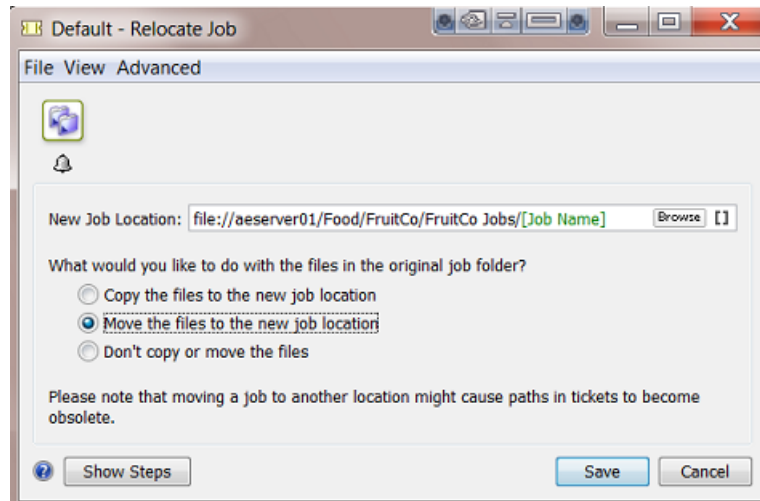 Default - Relocate Job
File View Advanced
New Job Location: file://aeserver01/Food/FruitCo/FruitCo Jobs/[Job Name] Browse []
What would you like to do with the files in the original job folder?
Copy the files to the new job location
Move the files to the new job location
Don't copy or move the files
Please note that moving a job to another location might cause paths in tickets to become
obsolete.
Show Steps Save Cancel